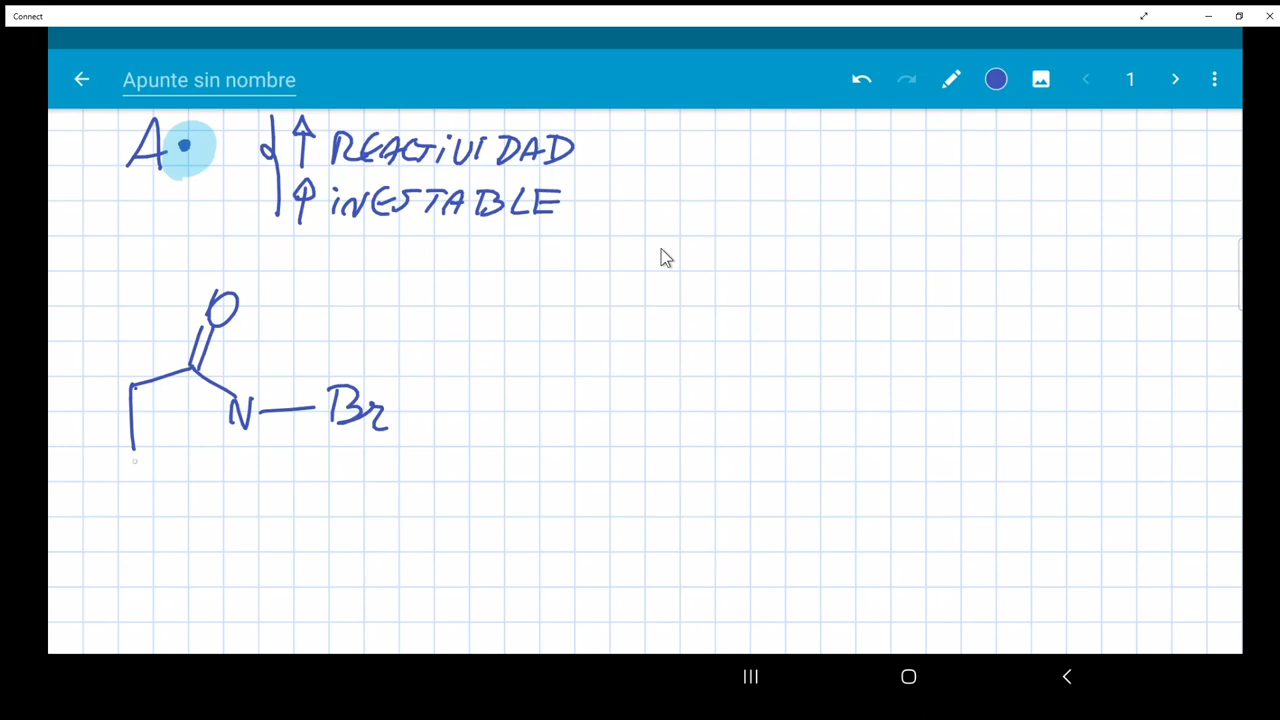 Connect
Apunte sin nombre
1
A• ↑ REACTIVIDAD
↑ INESTABLE
O
N — Br